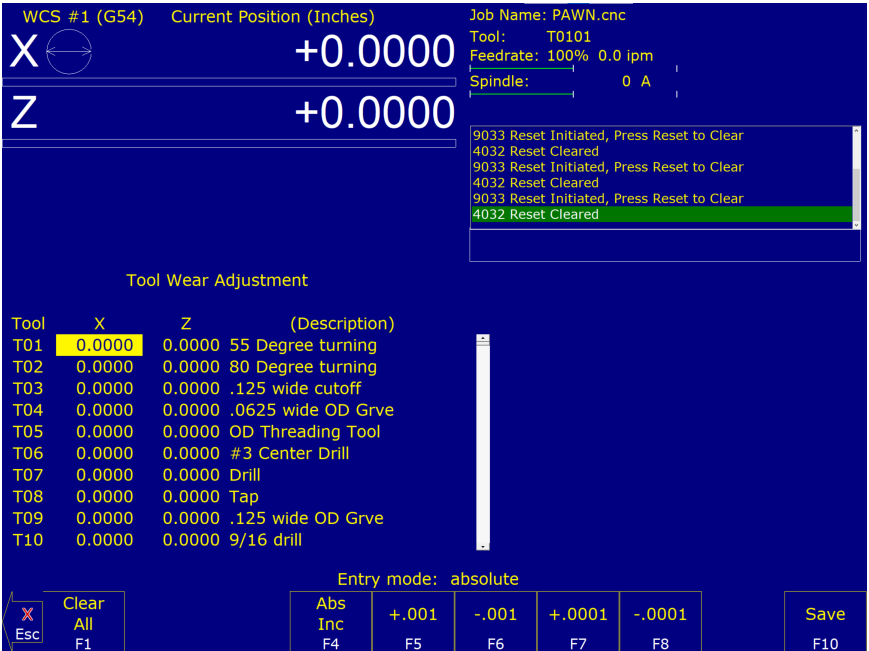 WCS #1 (G54) Current Position (Inches)
X +0.0000
Z +0.0000
Job Name: PAWN.cnc
Tool: T0101
Feedrate: 100% 0.0 ipm
Spindle: 0 A
9033 Reset Initiated, Press Reset to Clear
4032 Reset Cleared
9033 Reset Initiated, Press Reset to Clear
4032 Reset Cleared
9033 Reset Initiated, Press Reset to Clear
4032 Reset Cleared
Tool Wear Adjustment
Tool X Z (Description)
T01 0.0000 0.0000 55 Degree turning
T02 0.0000 0.0000 80 Degree turning
T03 0.0000 0.0000 .125 wide cutoff
T04 0.0000 0.0000 .0625 wide OD Grve
T05 0.0000 0.0000 OD Threading Tool
T06 0.0000 0.0000 #3 Center Drill
T07 0.0000 0.0000 Drill
T08 0.0000 0.0000 Tap
T09 0.0000 0.0000 .125 wide OD Grve
T10 0.0000 0.0000 9/16 drill
Entry mode: absolute
X
Esc
Clear
All
F1
Abs
Inc
F4
+.001
F5
-.001
F6
+.0001
F7
-.0001
F8
Save
F10